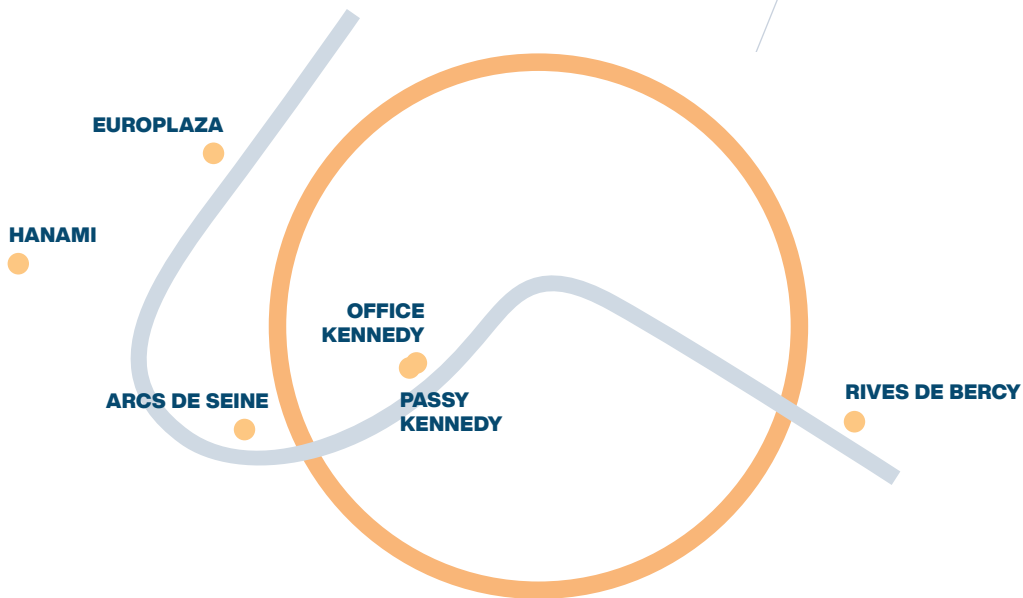 EUROPLAZA
HANAMI
OFFICE
KENNEDY
ARCS DE SEINE
PASSY
KENNEDY
RIVES DE BERCY